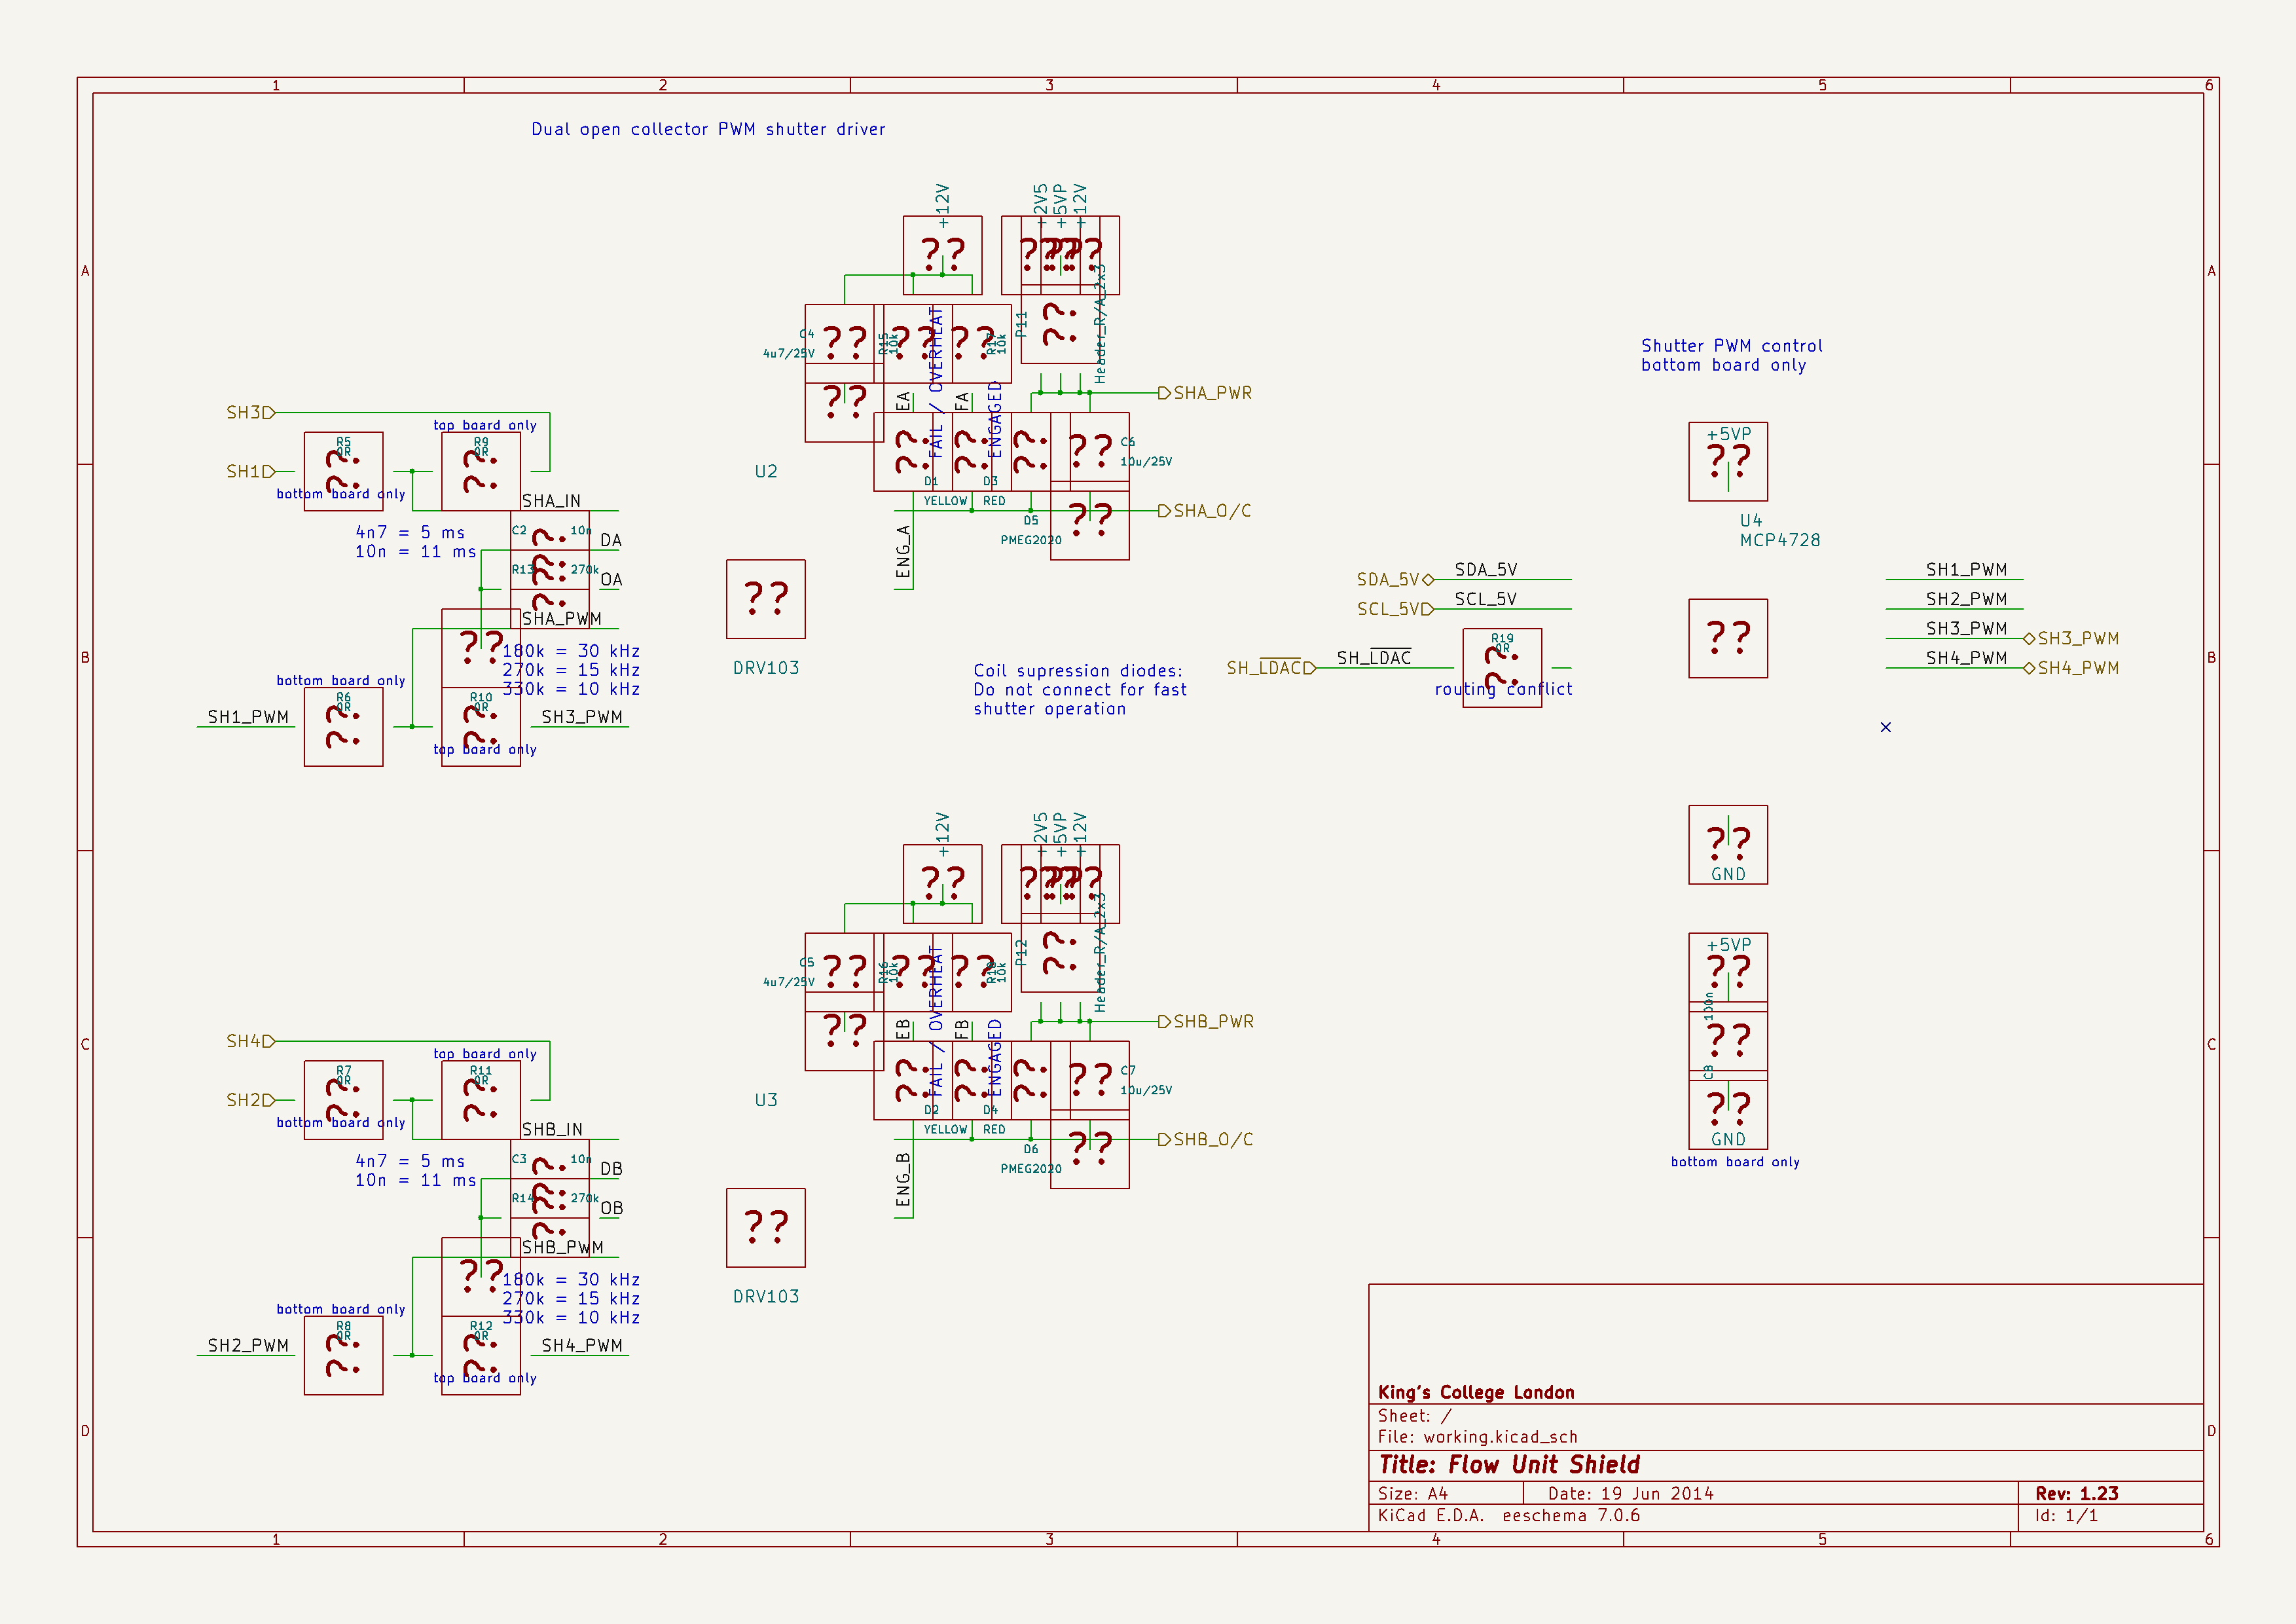 1 2 3 4 5 6
A
B
C
D
A
B
C
D
1 2 3 4 5 6
Dual open collector PWM shutter driver
+12V
+2V5
+5VP
+12V
??
??
C4
4u7/25V
R15
10k
FAIL / OVERHEAT
R17
10k
P11
Header_R/A_2x3
EA
FA
ENGAGED
SHA_PWR
C6
10u/25V
D1
YELLOW
D3
RED
D5
PMEG2020
SHA_O/C
ENG_A
U2
??
DRV103
SH3
SH1
top board only
R5
0R
R9
0R
bottom board only
SHA_IN
4n7 = 5 ms
10n = 11 ms
C2
10n
DA
R13
270k
OA
SHA_PWM
180k = 30 kHz
270k = 15 kHz
330k = 10 kHz
bottom board only
R6
0R
R10
0R
SH1_PWM
SH3_PWM
top board only
Coil supression diodes:
Do not connect for fast
shutter operation
Shutter PWM control
bottom board only
+5VP
??
U4
MCP4728
SDA_5V
SDA_5V
SCL_5V
SCL_5V
SH_LDAC
SH_LDAC
R19
0R
routing conflict
??
SH1_PWM
SH2_PWM
SH3_PWM
SH3_PWM
SH4_PWM
SH4_PWM
??
GND
+5VP
??
100n
??
C8
??
GND
bottom board only
+12V
+2V5
+5VP
+12V
??
??
C5
4u7/25V
R16
10k
FAIL / OVERHEAT
R18
10k
P12
Header_R/A_2x3
EB
FB
ENGAGED
SHB_PWR
C7
10u/25V
D2
YELLOW
D4
RED
D6
PMEG2020
SHB_O/C
ENG_B
U3
??
DRV103
SH4
SH2
top board only
R7
0R
R11
0R
bottom board only
SHB_IN
4n7 = 5 ms
10n = 11 ms
C3
10n
DB
R14
270k
OB
SHB_PWM
180k = 30 kHz
270k = 15 kHz
330k = 10 kHz
bottom board only
R8
0R
R12
0R
SH2_PWM
SH4_PWM
top board only
King's College London
Sheet: /
File: working.kicad_sch
Title: Flow Unit Shield
Size: A4
Date: 19 Jun 2014
Rev: 1.23
KiCad E.D.A. eeschema 7.0.6
Id: 1/1